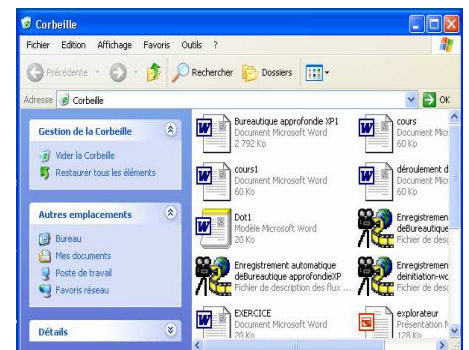 Corbeille
Fichier Edition Affichage Favoris Outils ?
Précédente Rechercher Dossiers
Adresse Corbeille OK
Gestion de la Corbeille
Vider la Corbeille
Restaurer tous les éléments
Autres emplacements
Bureau
Mes documents
Poste de travail
Favoris réseau
Détails
Bureautique approfondie XP1
Document Microsoft Word
2 792 Ko
cours
Document Mic
60 Ko
cours1
Document Microsoft Word
60 Ko
déroulement d
Document Mic
60 Ko
Dot1
Modèle Microsoft Word
20 Ko
Enregistremen
deBureautique
Fichier de desc
Enregistrement automatique
deBureautique approfondieXP
Fichier de description des flux ...
Enregistremen
deinitiation-wo
Fichier de desc
EXERCICE
Document Microsoft Word
20 Ko
explorateur
Présentation M
128 Ko